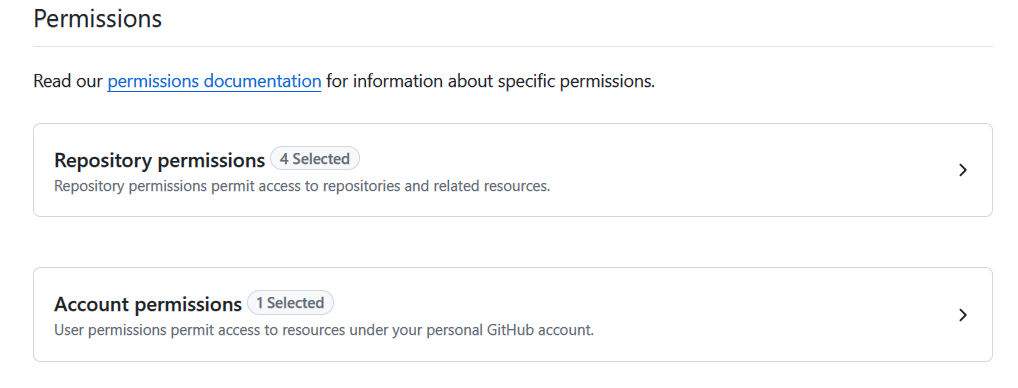 Permissions
Read our permissions documentation for information about specific permissions.
Repository permissions 4 Selected
Repository permissions permit access to repositories and related resources.
Account permissions 1 Selected
User permissions permit access to resources under your personal GitHub account.